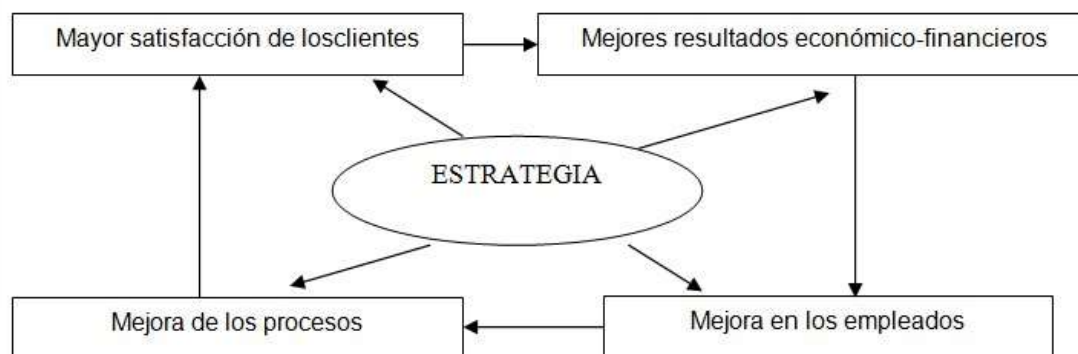 Mayor satisfacción de losclientes
Mejores resultados económico-financieros
ESTRATEGIA
Mejora de los procesos
Mejora en los empleados